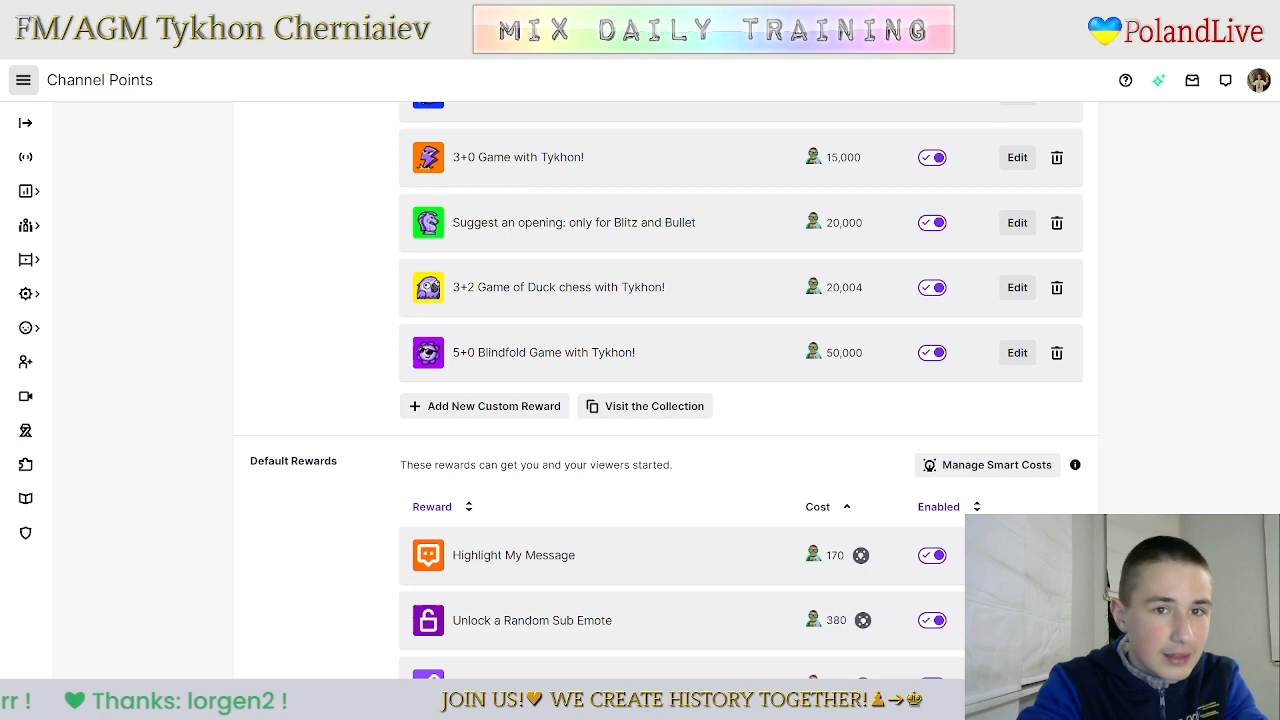 FM/AGM Tykhon Cherniaiev
MIX DAILY TRAINING
PolandLive
Channel Points
3+0 Game with Tykhon!
15,000
Edit
Suggest an opening: only for Blitz and Bullet
20,000
Edit
3+2 Game of Duck chess with Tykhon!
20,004
Edit
5+0 Blindfold Game with Tykhon!
50,000
Edit
Add New Custom Reward
Visit the Collection
Default Rewards
These rewards can get you and your viewers started.
Manage Smart Costs
Reward
Cost
Enabled
Highlight My Message
170
Unlock a Random Sub Emote
380
rr !
Thanks: lorgen2 !
JOIN US! WE CREATE HISTORY TOGETHER!